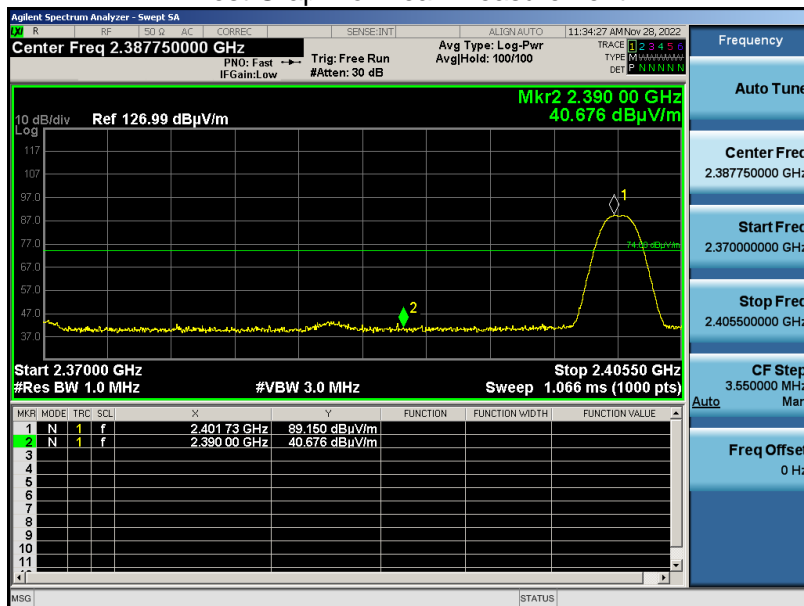 Agilent Spectrum Analyzer - Swept SA
LXI R RF 50 Ω AC CORREC SENSE:INT ALIGN AUTO 11:34:27 AM Nov 28, 2022
Center Freq 2.387750000 GHz
PNO: Fast
IFGain:Low
Trig: Free Run
#Atten: 30 dB
Avg Type: Log-Pwr
Avg|Hold: 100/100
TRACE 1 2 3 4 5 6
TYPE M
DET P N N N N N
Mkr2 2.390 00 GHz
40.676 dBµV/m
10 dB/div Ref 126.99 dBµV/m
Log
117
107
97.0
87.0
77.0
67.0
57.0
47.0
37.0
1
74.00 dBµV/m
2
Start 2.37000 GHz Stop 2.40550 GHz
#Res BW 1.0 MHz #VBW 3.0 MHz Sweep 1.066 ms (1000 pts)
MKR MODE TRC SCL X Y FUNCTION FUNCTION WIDTH FUNCTION VALUE
1 N 1 f 2.401 73 GHz 89.150 dBµV/m
2 N 1 f 2.390 00 GHz 40.676 dBµV/m
3
4
5
6
7
8
9
10
11
MSG STATUS
Frequency
Auto Tune
Center Freq
2.387750000 GHz
Start Freq
2.370000000 GHz
Stop Freq
2.405500000 GHz
CF Step
3.550000 MHz
Auto Man
Freq Offset
0 Hz